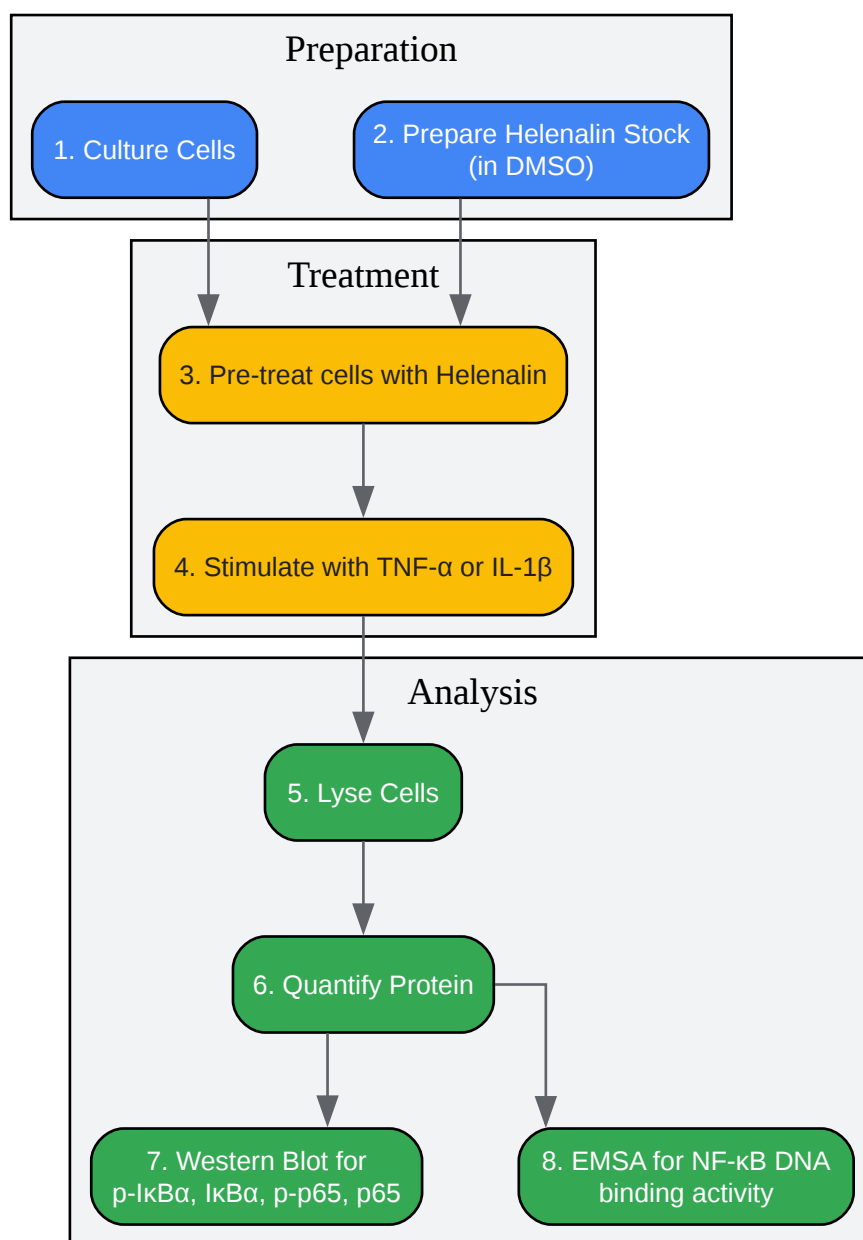 Preparation
1. Culture Cells
2. Prepare Helenalin Stock
(in DMSO)
Treatment
3. Pre-treat cells with Helenalin
4. Stimulate with TNF-α or IL-1β
Analysis
5. Lyse Cells
6. Quantify Protein
7. Western Blot for
p-IκBα, IκBα, p-p65, p65
8. EMSA for NF-κB DNA
binding activity